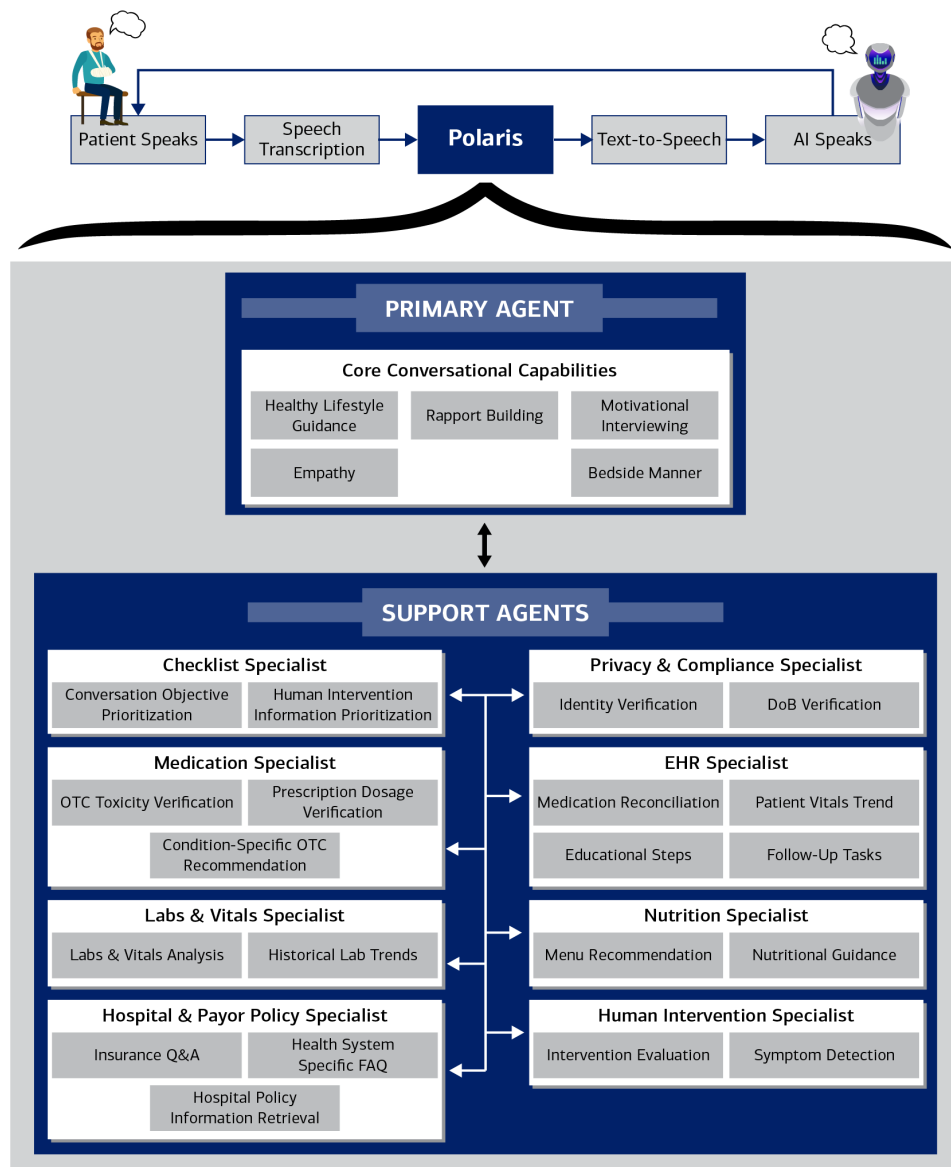 Patient Speaks
Speech
Transcription
Polaris
Text-to-Speech
AI Speaks
PRIMARY AGENT
Core Conversational Capabilities
Healthy Lifestyle
Guidance
Rapport Building
Motivational
Interviewing
Empathy
Bedside Manner
SUPPORT AGENTS
Checklist Specialist
Conversation Objective
Prioritization
Human Intervention
Information Prioritization
Privacy & Compliance Specialist
Identity Verification
DoB Verification
Medication Specialist
OTC Toxicity Verification
Prescription Dosage
Verification
Condition-Specific OTC
Recommendation
EHR Specialist
Medication Reconciliation
Patient Vitals Trend
Educational Steps
Follow-Up Tasks
Labs & Vitals Specialist
Labs & Vitals Analysis
Historical Lab Trends
Nutrition Specialist
Menu Recommendation
Nutritional Guidance
Hospital & Payor Policy Specialist
Insurance Q&A
Health System
Specific FAQ
Hospital Policy
Information Retrieval
Human Intervention Specialist
Intervention Evaluation
Symptom Detection